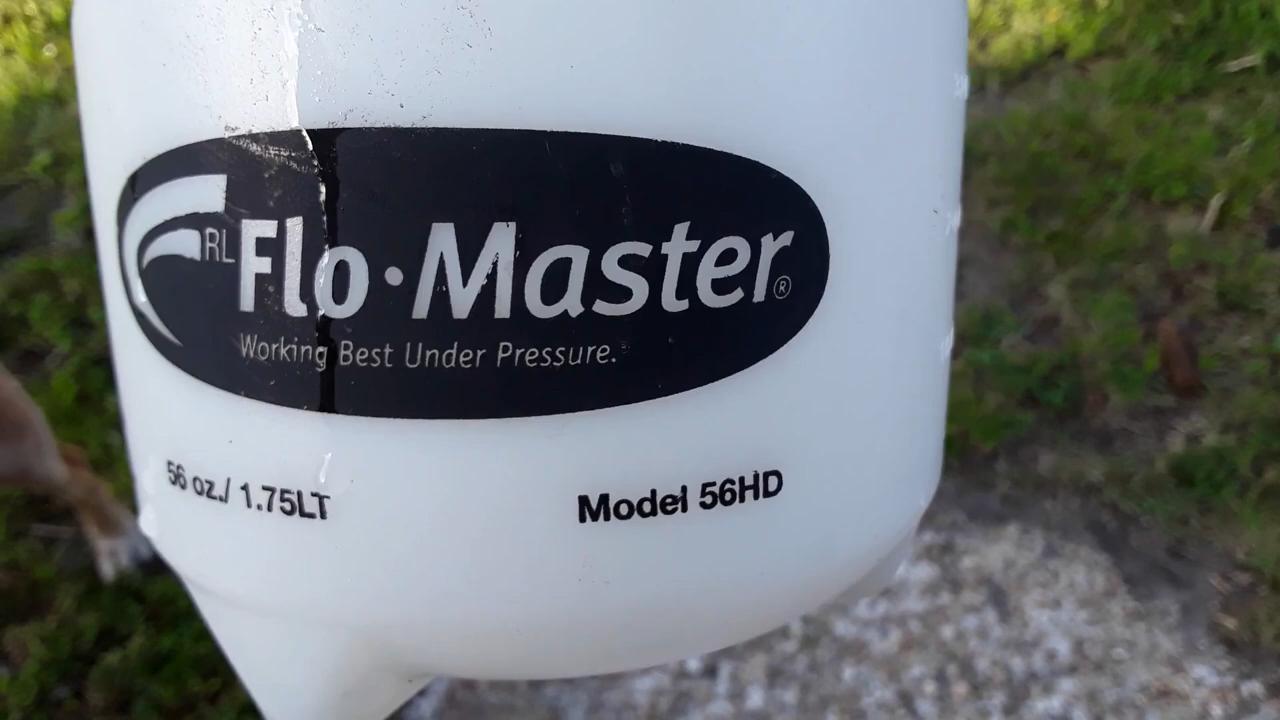 RL Flo·Master®
Working Best Under Pressure.
56 oz./ 1.75LT
Model 56HD